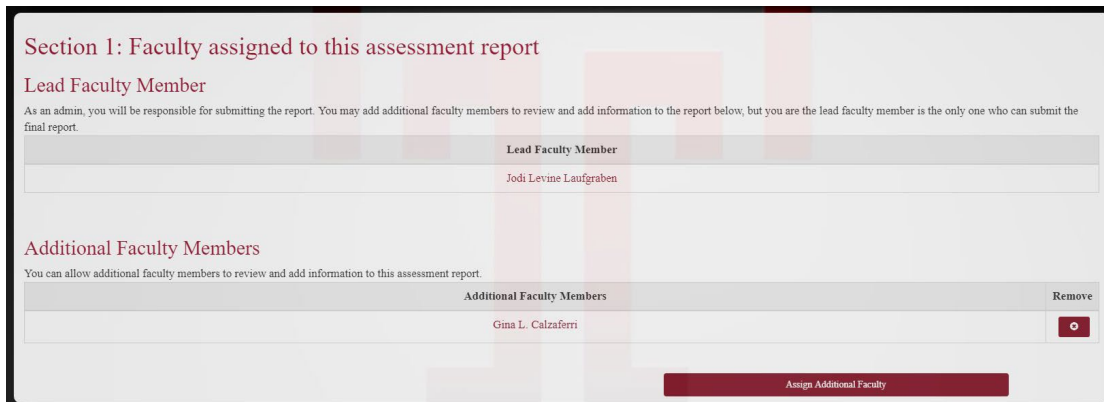 Section 1: Faculty assigned to this assessment report
Lead Faculty Member
As an admin, you will be responsible for submitting the report. You may add additional faculty members to review and add information to the report below, but you are the lead faculty member is the only one who can submit the
final report.
Lead Faculty Member
Jodi Levine Laufgraben
Additional Faculty Members
You can allow additional faculty members to review and add information to this assessment report.
Additional Faculty Members Remove
Gina L. Calzaferri
Assign Additional Faculty